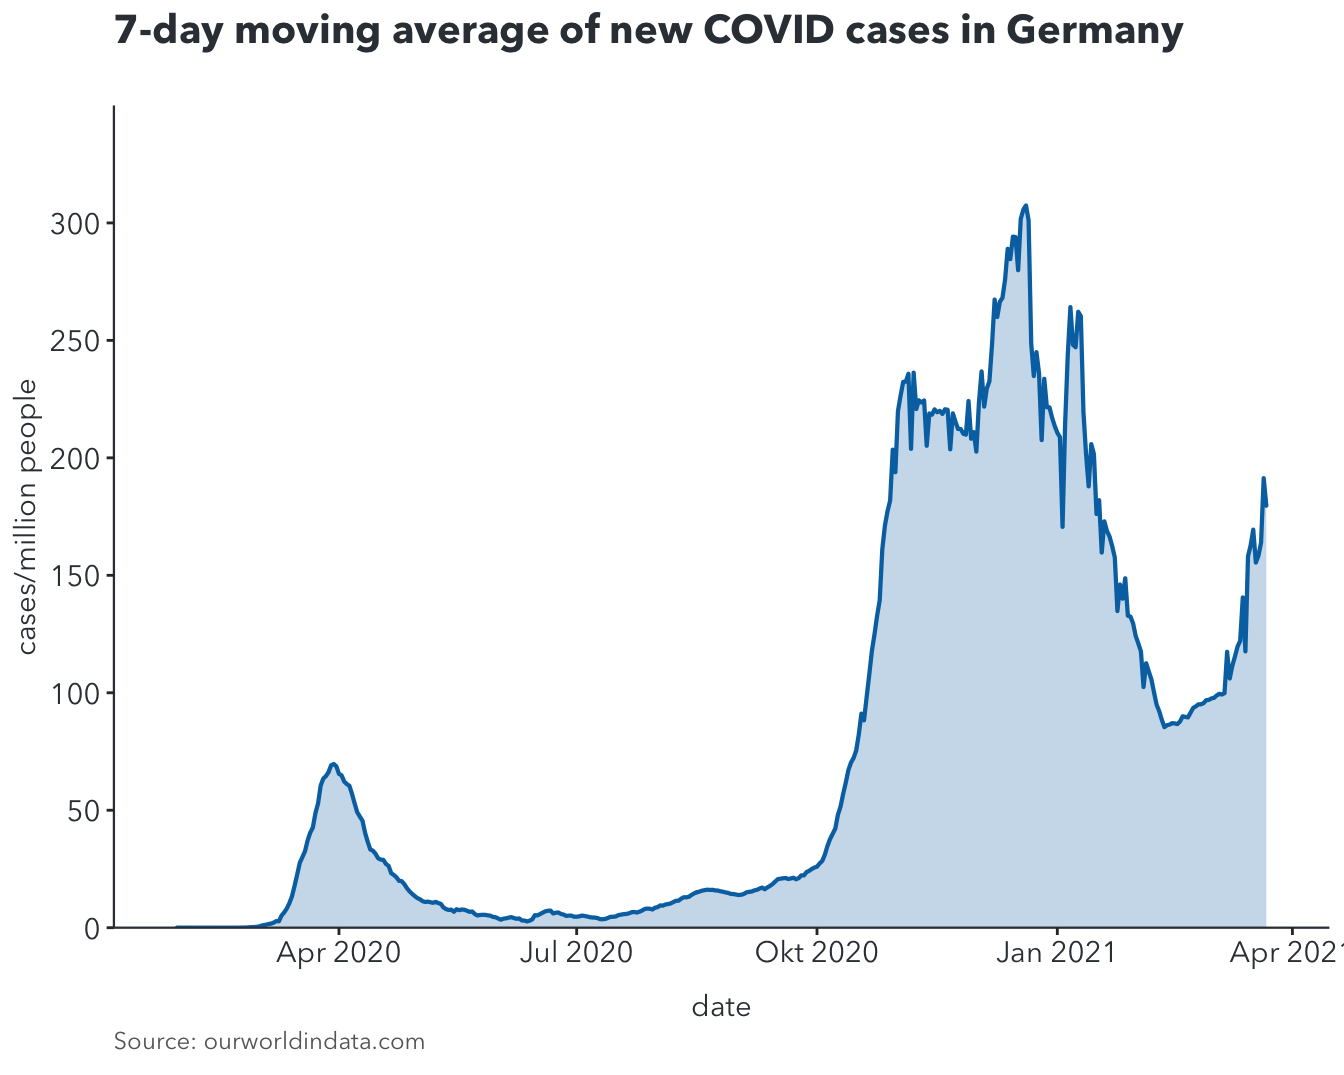 7-day moving average of new COVID cases in Germany
cases/million people
300
250
200
150
100
50
0
Apr 2020
Jul 2020
Okt 2020
Jan 2021
Apr 2021
date
Source: ourworldindata.com